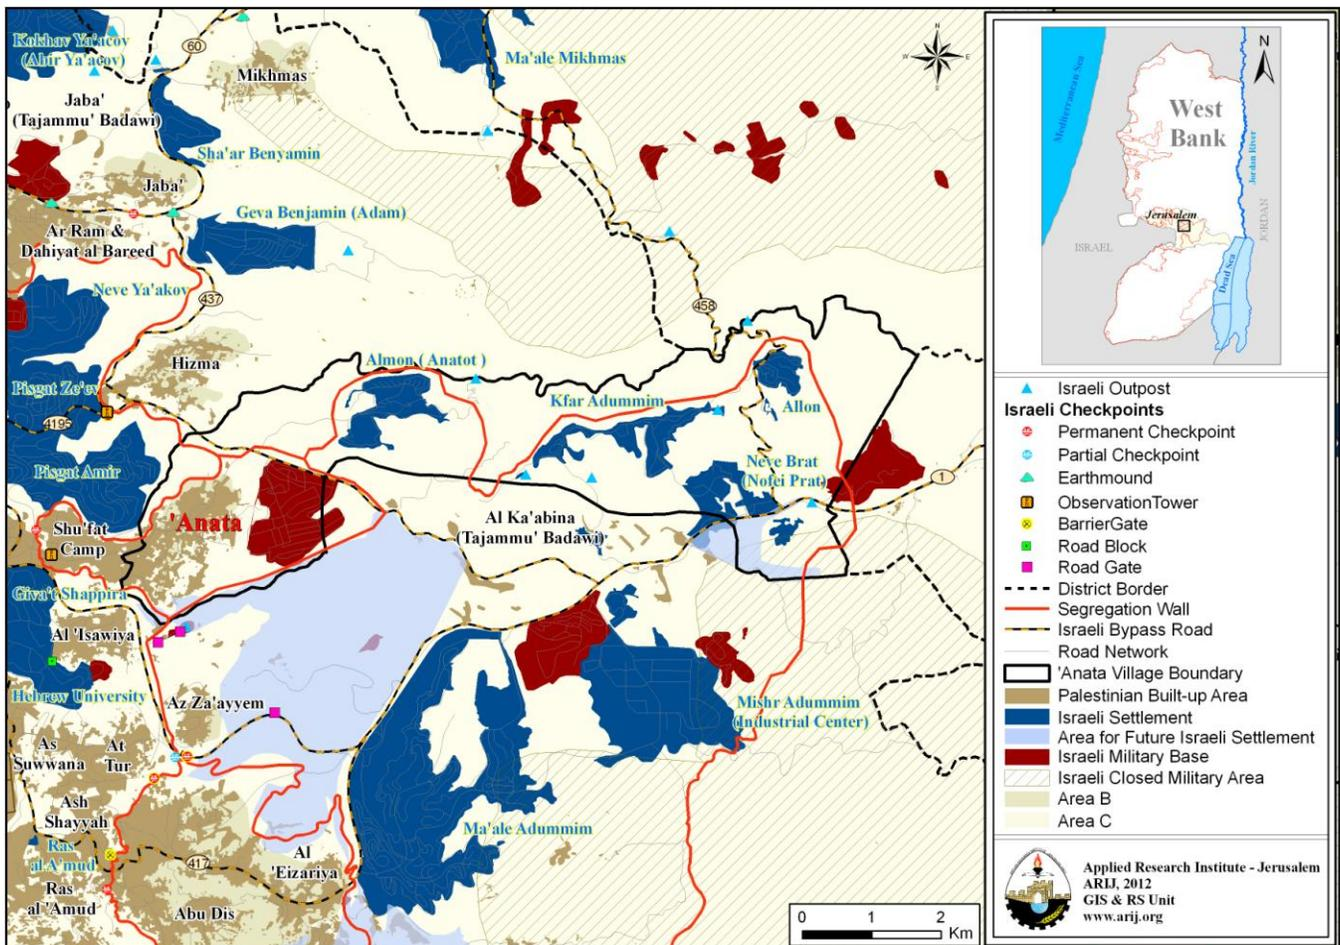 Kokhav Ya'acov
(Ahir Ya'acov)
60
Mikhmas
Ma'ale Mikhmas
N
W
E
S
Jaba'
(Tajammu' Badawi)
Sha'ar Benyamin
Jaba'
Geva Benjamin (Adam)
Ar Ram &
Dahiyat al Bareed
Neve Ya'akov
437
458
Hizma
Almon ( Anatot )
Pisgat Ze'ev
4195
Kfar Adummim
Allon
Pisgat Amir
Neve Brat
(Nofei Prat)
1
'Anata
Al Ka'abina
(Tajammu' Badawi)
Shu'fat
Camp
Giva't Shappira
Al 'Isawiya
Hebrew University
Az Za'ayyem
Mishr Adummim
(Industrial Center)
As
Suwwana
At
Tur
Ash
Shayyah
Ras
al A'mud
Ma'ale Adummim
417
Al
'Eizariya
Ras
al 'Amud
Abu Dis
0 1 2
Km
N
Mediterranean Sea
West
Bank
Jordan River
Jerusalem
ISRAEL
JORDAN
Dead Sea
Israeli Outpost
Israeli Checkpoints
Permanent Checkpoint
Partial Checkpoint
Earthmound
ObservationTower
BarrierGate
Road Block
Road Gate
District Border
Segregation Wall
Israeli Bypass Road
Road Network
'Anata Village Boundary
Palestinian Built-up Area
Israeli Settlement
Area for Future Israeli Settlement
Israeli Military Base
Israeli Closed Military Area
Area B
Area C
Applied Research Institute - Jerusalem
ARIJ, 2012
GIS & RS Unit
www.arij.org